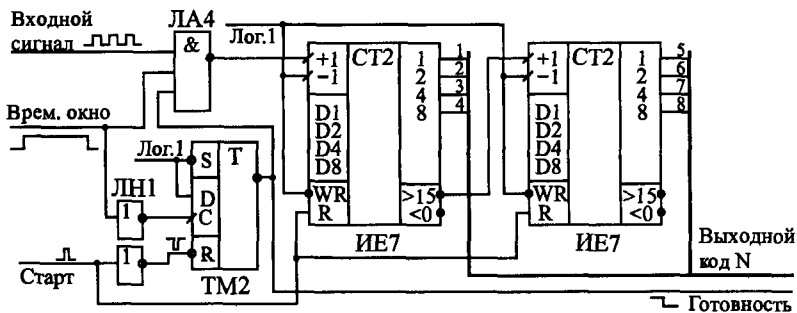 Входной
сигнал
ЛА4
&
Лог.1
Врем. окно
Лог.1
ЛН1
1
1
Старт
S
T
D
C
R
ТМ2
+1
−1
CT2
1
2
4
8
D1
D2
D4
D8
WR
R
>15
<0
ИЕ7
1
2
3
4
+1
−1
CT2
1
2
4
8
D1
D2
D4
D8
WR
R
>15
<0
ИЕ7
5
6
7
8
Выходной
код N
Готовность